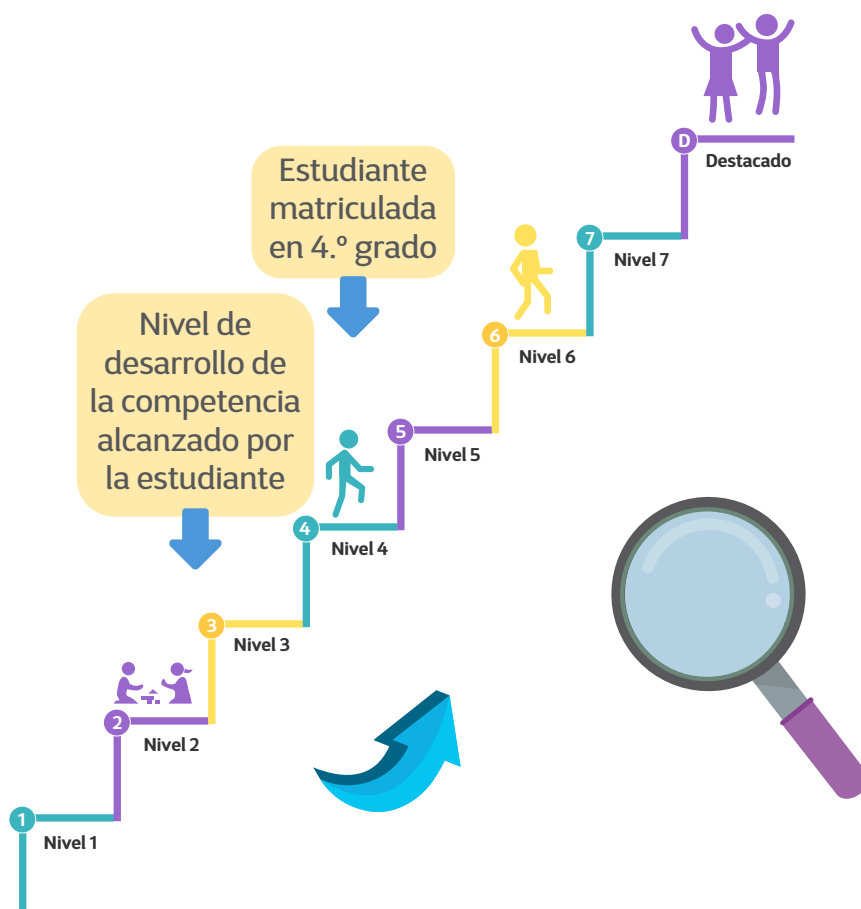 D
Destacado
Estudiante
matriculada
en 4.º grado
7
Nivel 7
6
Nivel 6
Nivel de
desarrollo de
la competencia
alcanzado por
la estudiante
5
Nivel 5
4
Nivel 4
3
Nivel 3
2
Nivel 2
1
Nivel 1